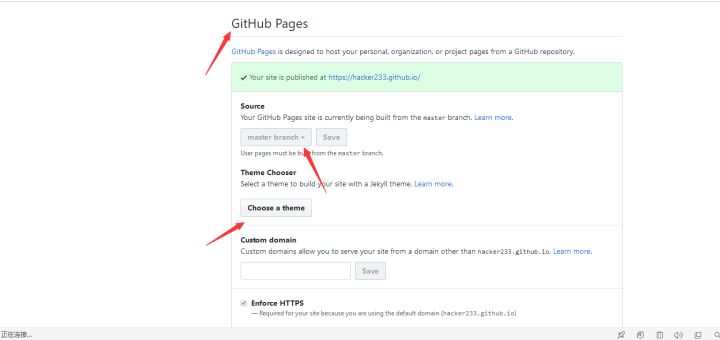 GitHub Pages
GitHub Pages is designed to host your personal, organization, or project pages from a GitHub repository.
✔ Your site is published at https://hacker233.github.io/
Source
Your GitHub Pages site is currently being built from the master branch. Learn more.
master branch Save
User pages must be built from the master branch.
Theme Chooser
Select a theme to build your site with a Jekyll theme. Learn more.
Choose a theme
Custom domain
Custom domains allow you to serve your site from a domain other than hacker233.github.io. Learn more.
Save
Enforce HTTPS
— Required for your site because you are using the default domain (hacker233.github.io)
正在连接...